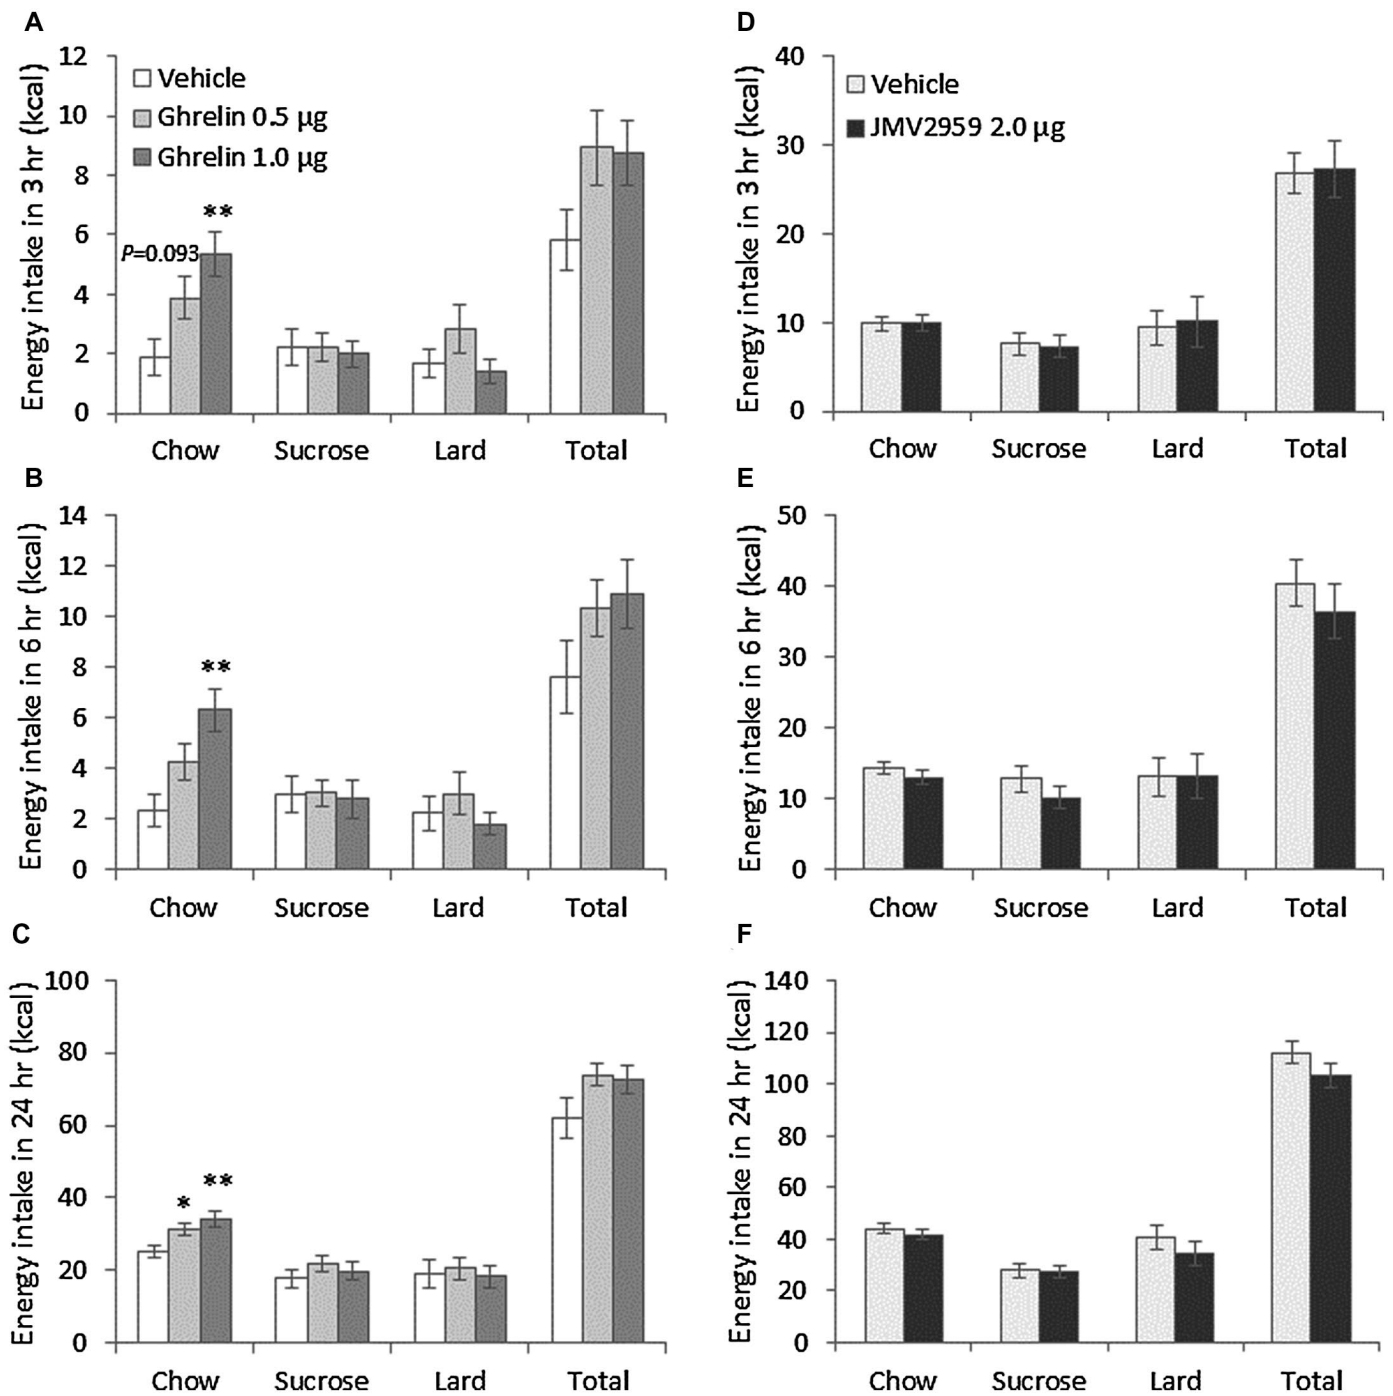 A
Energy intake in 3 hr (kcal)
12
10
8
6
4
2
0
Vehicle
Ghrelin 0.5 µg
Ghrelin 1.0 µg
P=0.093
**
Chow Sucrose Lard Total
D
Energy intake in 3 hr (kcal)
40
30
20
10
0
Vehicle
JMV2959 2.0 µg
Chow Sucrose Lard Total
B
Energy intake in 6 hr (kcal)
14
12
10
8
6
4
2
0
**
Chow Sucrose Lard Total
E
Energy intake in 6 hr (kcal)
50
40
30
20
10
0
Chow Sucrose Lard Total
C
Energy intake in 24 hr (kcal)
100
80
60
40
20
0
*
**
Chow Sucrose Lard Total
F
Energy intake in 24 hr (kcal)
140
120
100
80
60
40
20
0
Chow Sucrose Lard Total